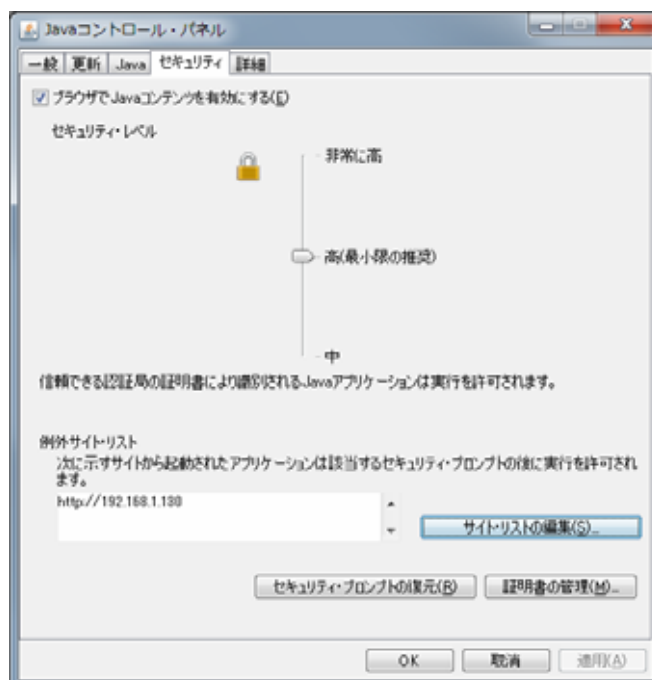 Javaコントロール・パネル
一般 更新 Java セキュリティ 詳細
ブラウザでJavaコンテンツを有効にする(E)
セキュリティ・レベル
非常に高
高(最小限の推奨)
中
信頼できる認証局の証明書により識別されるJavaアプリケーションは実行を許可されます。
例外サイト・リスト
次に示すサイトから起動されたアプリケーションは該当するセキュリティ・プロンプトの後に実行を許可され
ます。
http://192.168.1.130
サイト・リストの編集(S)...
セキュリティ・プロンプトの復元(R) 証明書の管理(M)...
OK 取消 適用(A)